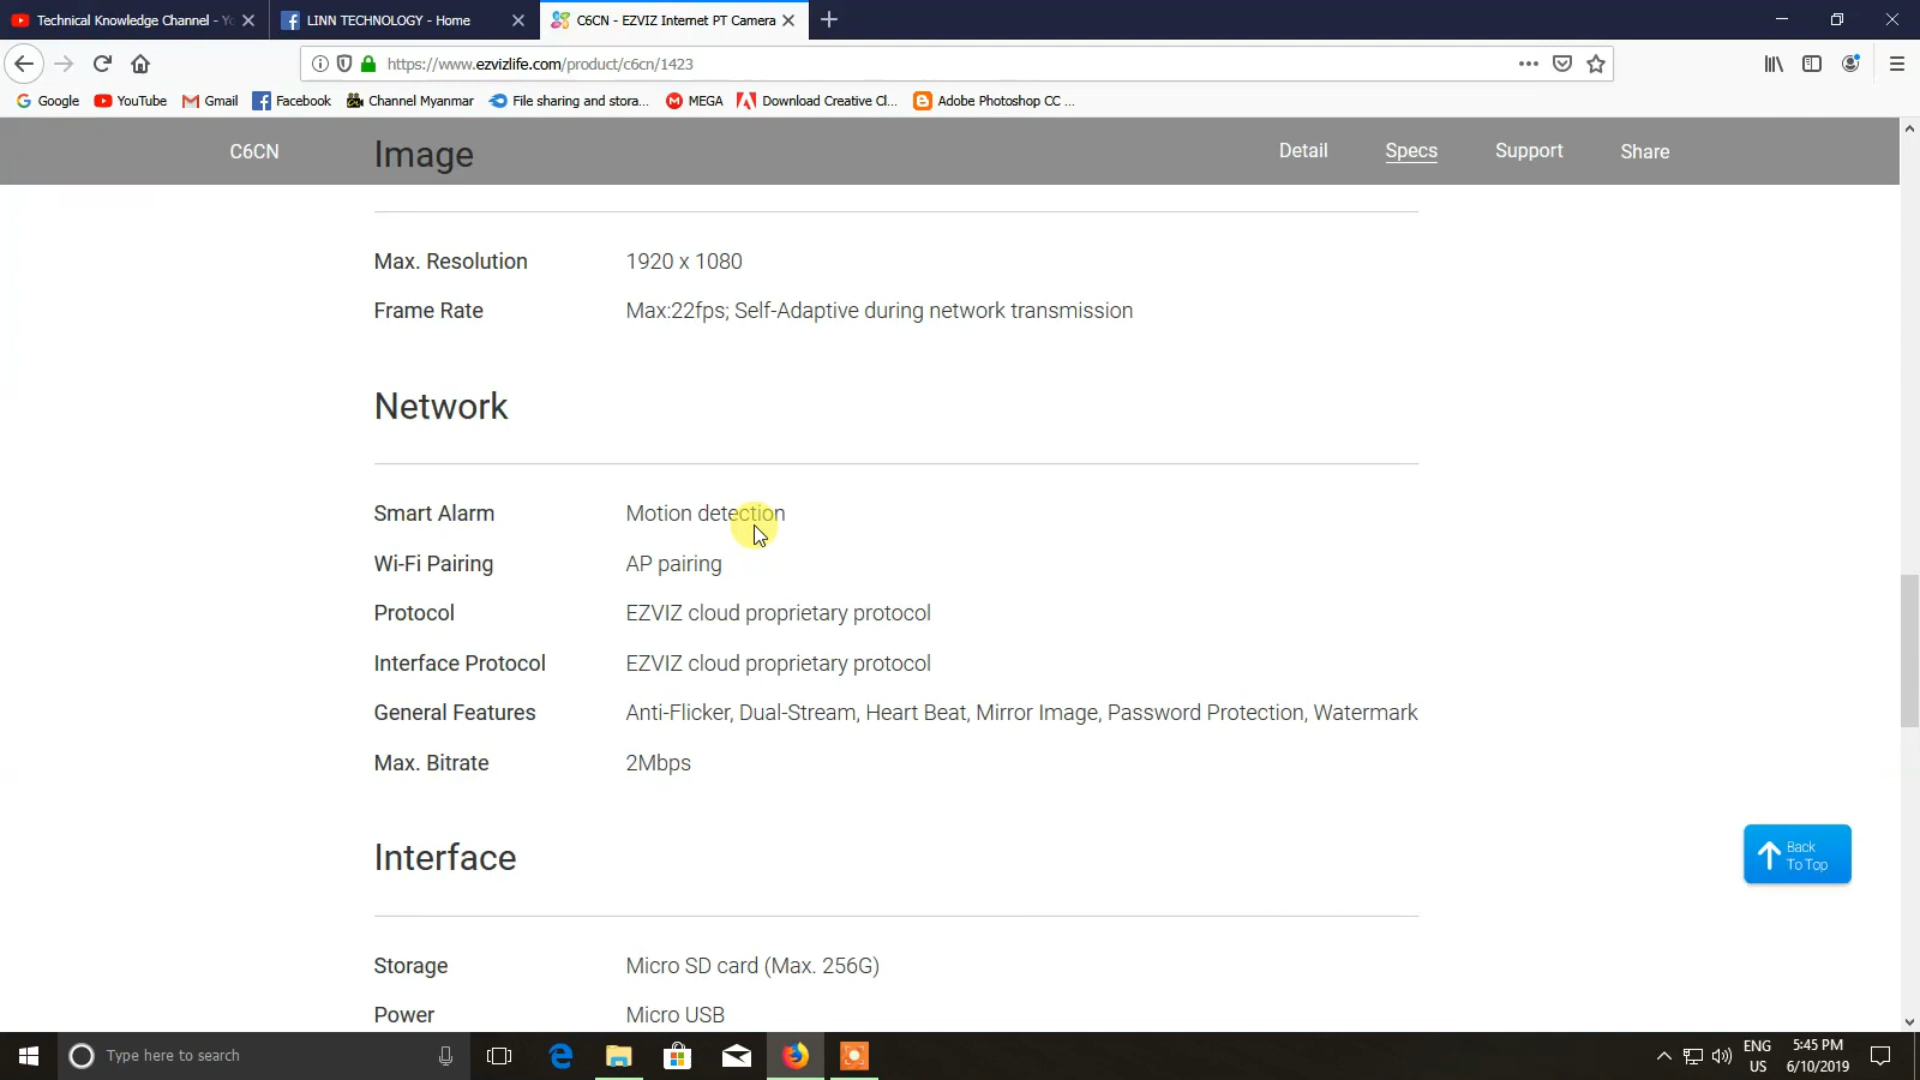 Technical Knowledge Channel - Yo
LINN TECHNOLOGY - Home
C6CN - EZVIZ Internet PT Camera
https://www.ezvizlife.com/product/c6cn/1423
Google YouTube Gmail Facebook Channel Myanmar File sharing and stora... MEGA Download Creative Cl... Adobe Photoshop CC ...
C6CN Image Detail Specs Support Share
Max. Resolution 1920 x 1080
Frame Rate Max:22fps; Self-Adaptive during network transmission
Network
Smart Alarm Motion detection
Wi-Fi Pairing AP pairing
Protocol EZVIZ cloud proprietary protocol
Interface Protocol EZVIZ cloud proprietary protocol
General Features Anti-Flicker, Dual-Stream, Heart Beat, Mirror Image, Password Protection, Watermark
Max. Bitrate 2Mbps
Back
To Top
Interface
Storage Micro SD card (Max. 256G)
Power Micro USB
Type here to search
ENG
US
5:45 PM
6/10/2019